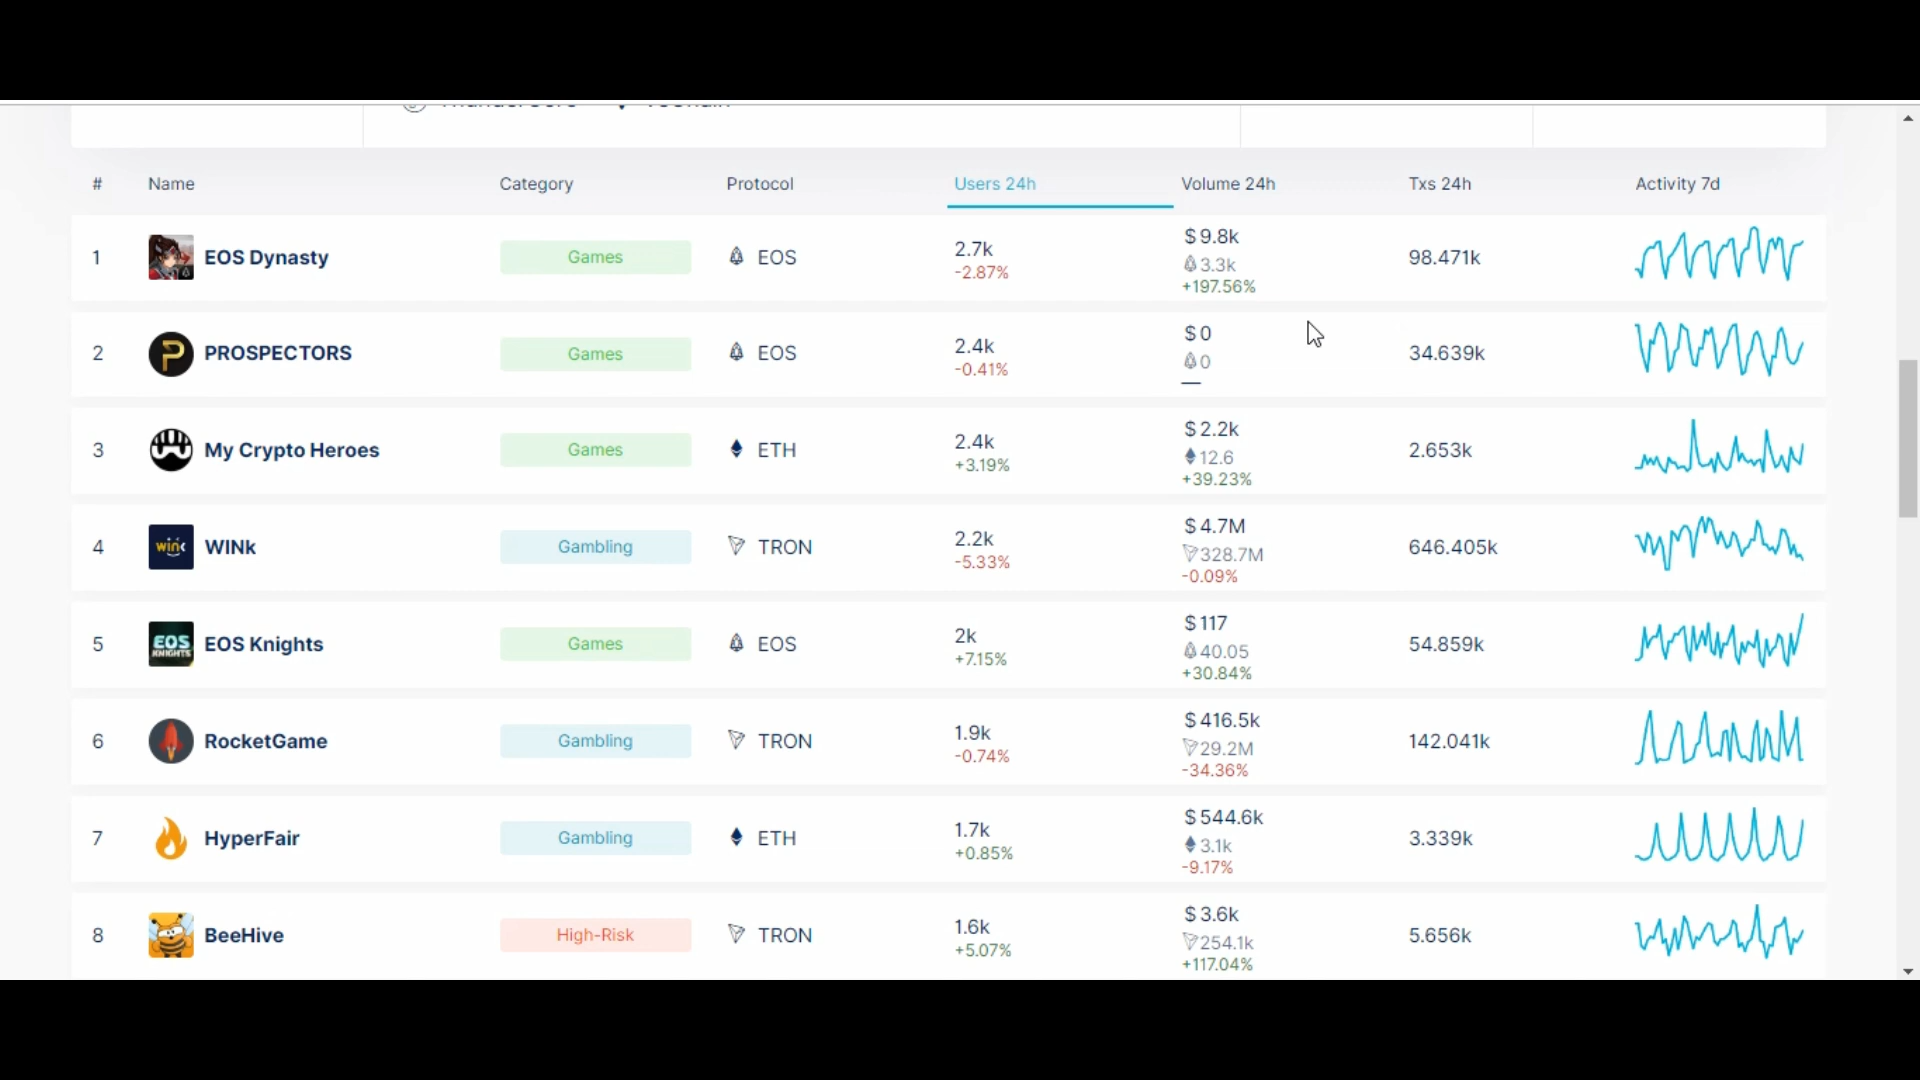 # Name Category Protocol Users 24h Volume 24h Txs 24h Activity 7d
1 EOS Dynasty Games EOS 2.7k -2.87% $9.8k 3.3k +197.56% 98.471k
2 PROSPECTORS Games EOS 2.4k -0.41% $0 0 — 34.639k
3 My Crypto Heroes Games ETH 2.4k +3.19% $2.2k 12.6 +39.23% 2.653k
4 WINk WINk Gambling TRON 2.2k -5.33% $4.7M 328.7M -0.09% 646.405k
5 EOS KNIGHTS EOS Knights Games EOS 2k +7.15% $117 40.05 +30.84% 54.859k
6 RocketGame Gambling TRON 1.9k -0.74% $416.5k 29.2M -34.36% 142.041k
7 HyperFair Gambling ETH 1.7k +0.85% $544.6k 3.1k -9.17% 3.339k
8 BeeHive High-Risk TRON 1.6k +5.07% $3.6k 254.1k +117.04% 5.656k